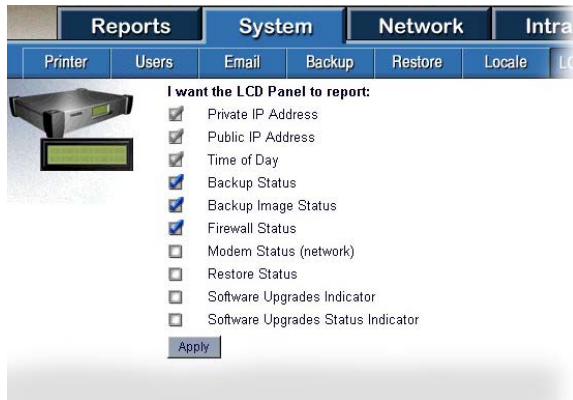 Reports System Network Intra
Printer Users Email Backup Restore Locale LC
I want the LCD Panel to report:
Private IP Address
Public IP Address
Time of Day
Backup Status
Backup Image Status
Firewall Status
Modem Status (network)
Restore Status
Software Upgrades Indicator
Software Upgrades Status Indicator
Apply